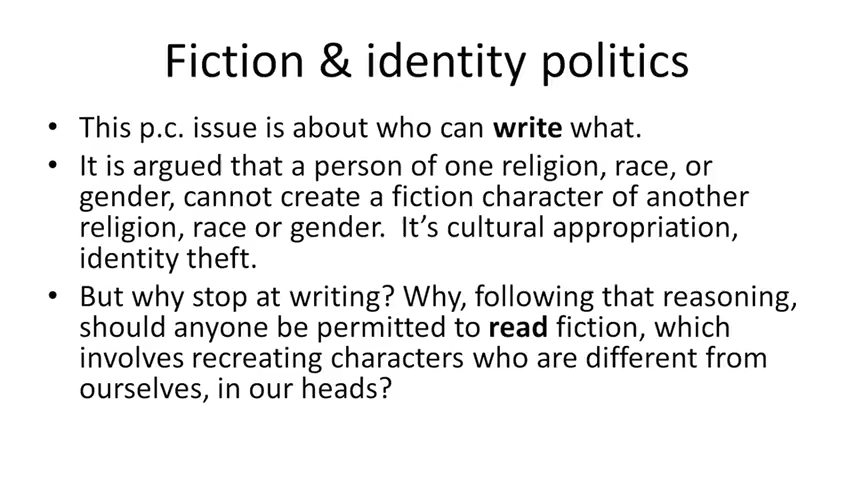 Fiction & identity politics
• This p.c. issue is about who can write what.
• It is argued that a person of one religion, race, or
gender, cannot create a fiction character of another
religion, race or gender.  It’s cultural appropriation,
identity theft.
• But why stop at writing? Why, following that reasoning,
should anyone be permitted to read fiction, which
involves recreating characters who are different from
ourselves, in our heads?